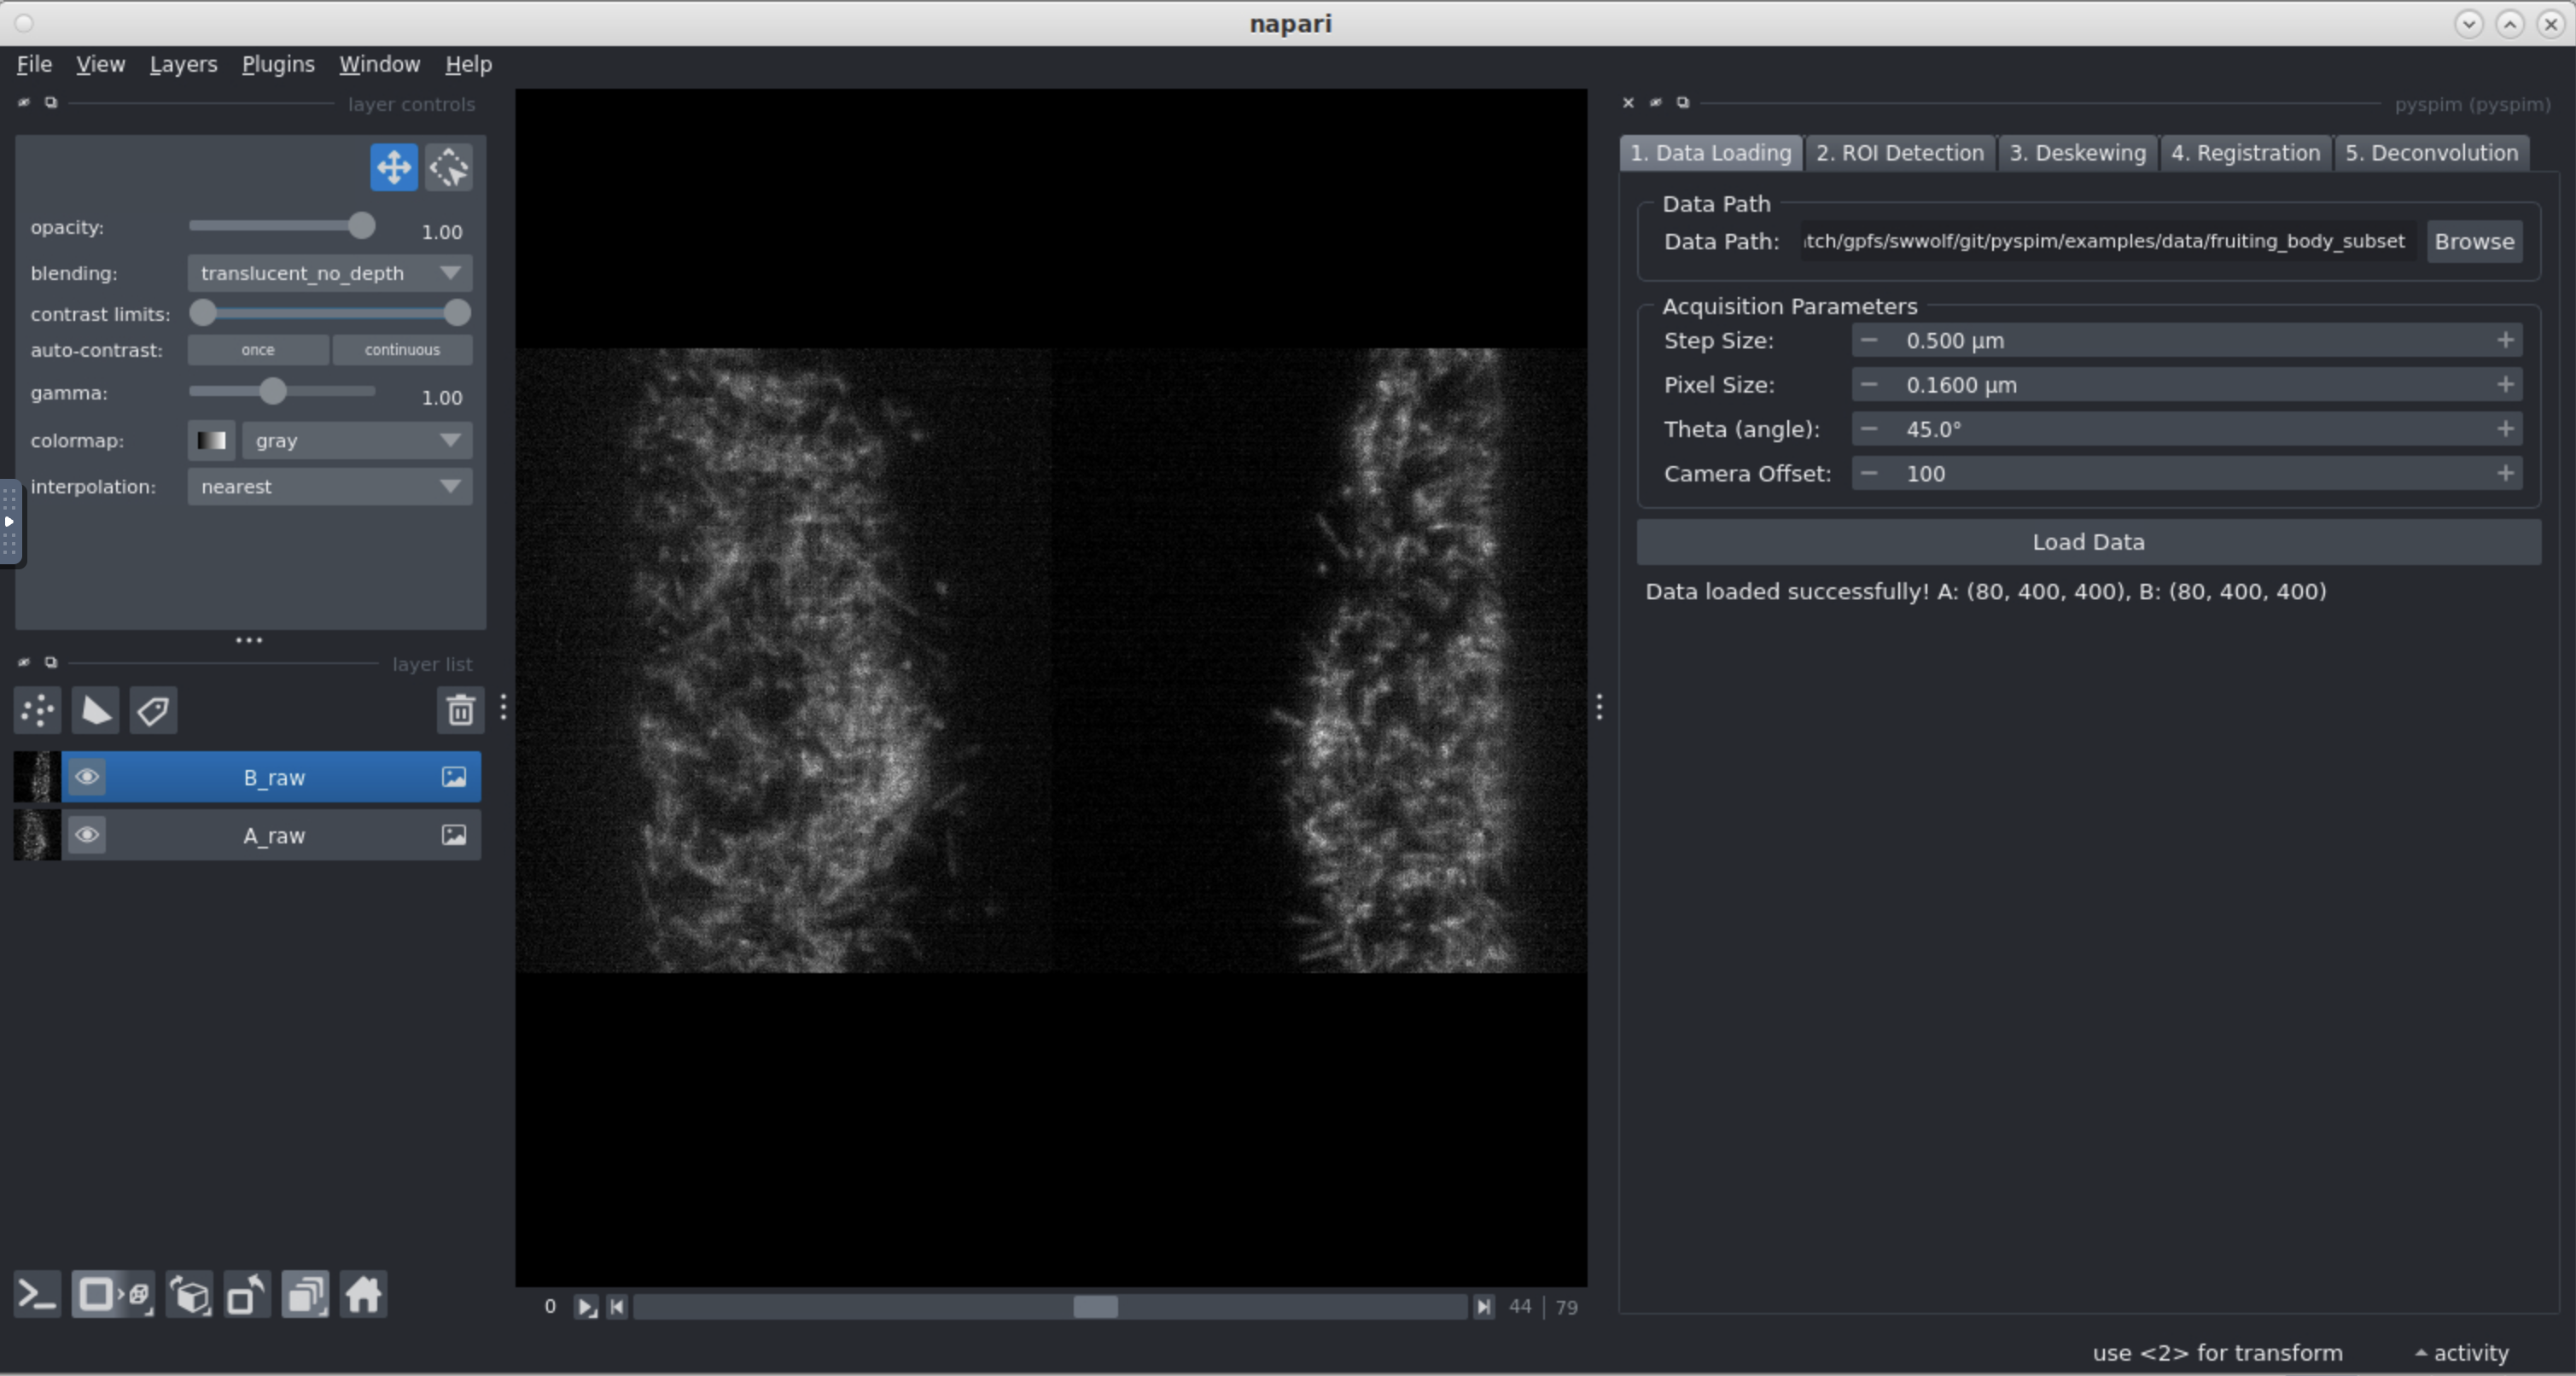 napari
File View Layers Plugins Window Help
layer controls
opacity: 1.00
blending: translucent_no_depth
contrast limits:
auto-contrast: once continuous
gamma: 1.00
colormap: gray
interpolation: nearest
layer list
B_raw
A_raw
0 44 79
pyspim (pyspim)
1. Data Loading 2. ROI Detection 3. Deskewing 4. Registration 5. Deconvolution
Data Path
Data Path: tch/gpfs/swwolf/git/pyspim/examples/data/fruiting_body_subset Browse
Acquisition Parameters
Step Size: 0.500 µm
Pixel Size: 0.1600 µm
Theta (angle): 45.0°
Camera Offset: 100
Load Data
Data loaded successfully! A: (80, 400, 400), B: (80, 400, 400)
use <2> for transform activity